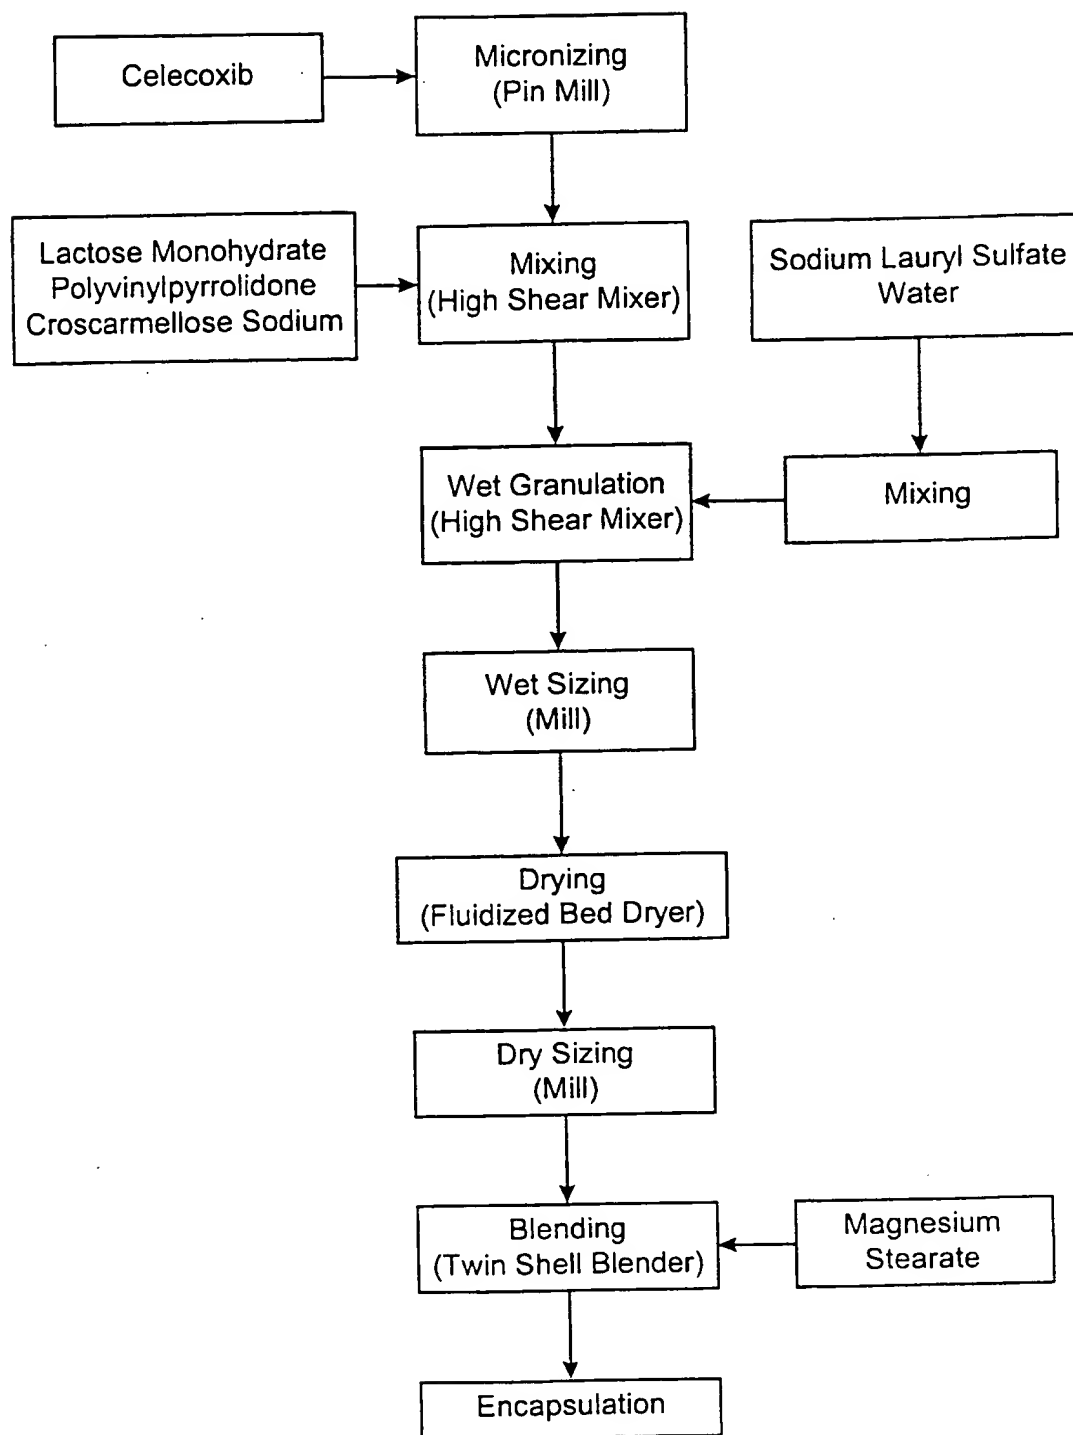 Celecoxib
Micronizing
(Pin Mill)
Lactose Monohydrate
Polyvinylpyrrolidone
Croscarmellose Sodium
Mixing
(High Shear Mixer)
Sodium Lauryl Sulfate
Water
Wet Granulation
(High Shear Mixer)
Mixing
Wet Sizing
(Mill)
Drying
(Fluidized Bed Dryer)
Dry Sizing
(Mill)
Blending
(Twin Shell Blender)
Magnesium
Stearate
Encapsulation